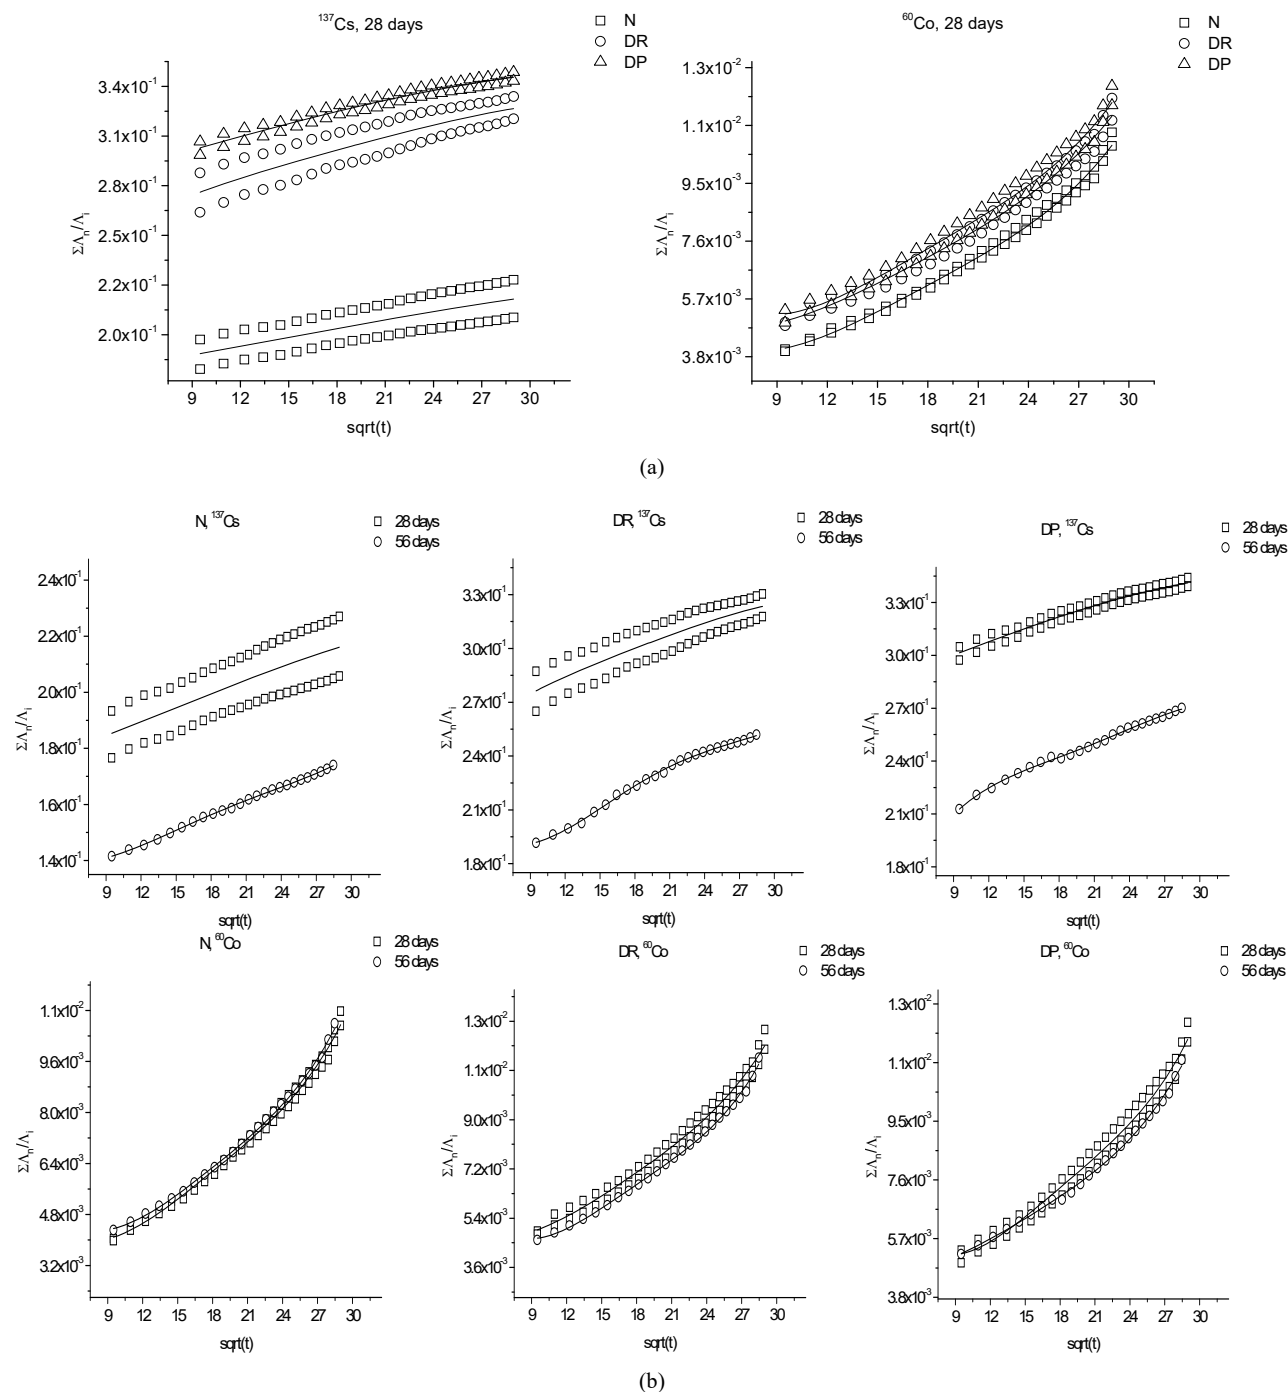 ¹³⁷Cs, 28 days
N
DR
DP
3.4x10⁻¹
3.1x10⁻¹
2.8x10⁻¹
2.5x10⁻¹
2.2x10⁻¹
2.0x10⁻¹
ΣΛₙ/Λᵢ
9 12 15 18 21 24 27 30
sqrt(t)
⁶⁰Co, 28 days
N
DR
DP
1.3x10⁻²
1.1x10⁻²
9.5x10⁻³
7.6x10⁻³
5.7x10⁻³
3.8x10⁻³
ΣΛₙ/Λᵢ
9 12 15 18 21 24 27 30
sqrt(t)
(a)
N, ¹³⁷Cs
28 days
56 days
2.4x10⁻¹
2.2x10⁻¹
2.0x10⁻¹
1.8x10⁻¹
1.6x10⁻¹
1.4x10⁻¹
ΣΛₙ/Λᵢ
9 12 15 18 21 24 27 30
sqrt(t)
DR, ¹³⁷Cs
28 days
56 days
3.3x10⁻¹
3.0x10⁻¹
2.7x10⁻¹
2.4x10⁻¹
2.1x10⁻¹
1.8x10⁻¹
ΣΛₙ/Λᵢ
9 12 15 18 21 24 27 30
sqrt(t)
DP, ¹³⁷Cs
28 days
56 days
3.3x10⁻¹
3.0x10⁻¹
2.7x10⁻¹
2.4x10⁻¹
2.1x10⁻¹
1.8x10⁻¹
ΣΛₙ/Λᵢ
9 12 15 18 21 24 27 30
sqrt(t)
N, ⁶⁰Co
28 days
56 days
1.1x10⁻²
9.6x10⁻³
8.0x10⁻³
6.4x10⁻³
4.8x10⁻³
3.2x10⁻³
ΣΛₙ/Λᵢ
9 12 15 18 21 24 27 30
sqrt(t)
DR, ⁶⁰Co
28 days
56 days
1.3x10⁻²
1.1x10⁻²
9.0x10⁻³
7.2x10⁻³
5.4x10⁻³
3.6x10⁻³
ΣΛₙ/Λᵢ
9 12 15 18 21 24 27 30
sqrt(t)
DP, ⁶⁰Co
28 days
56 days
1.3x10⁻²
1.1x10⁻²
9.5x10⁻³
7.6x10⁻³
5.7x10⁻³
3.8x10⁻³
ΣΛₙ/Λᵢ
9 12 15 18 21 24 27 30
sqrt(t)
(b)